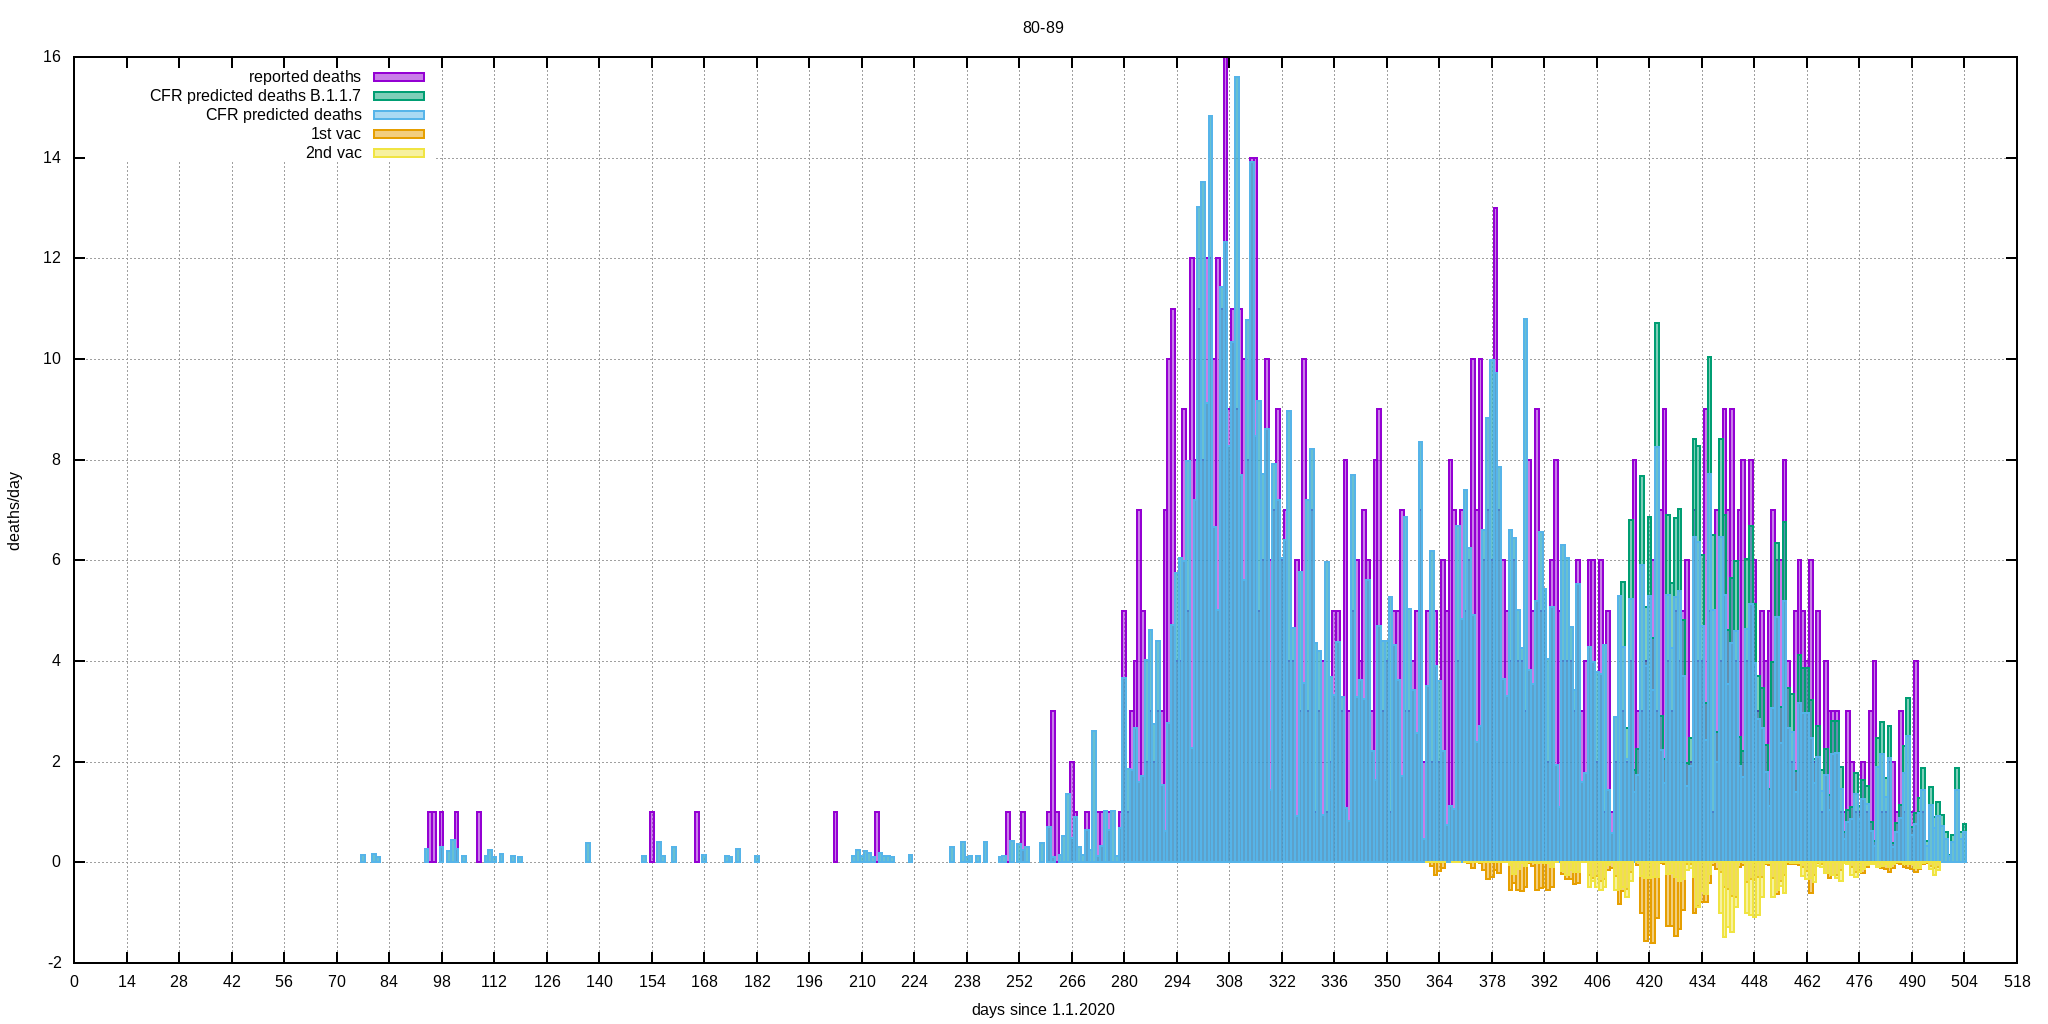 80-89
16
14
12
10
8
6
4
2
0
-2
reported deaths
CFR predicted deaths B.1.1.7
CFR predicted deaths
1st vac
2nd vac
deaths/day
0 14 28 42 56 70 84 98 112 126 140 154 168 182 196 210 224 238 252 266 280 294 308 322 336 350 364 378 392 406 420 434 448 462 476 490 504 518
days since 1.1.2020